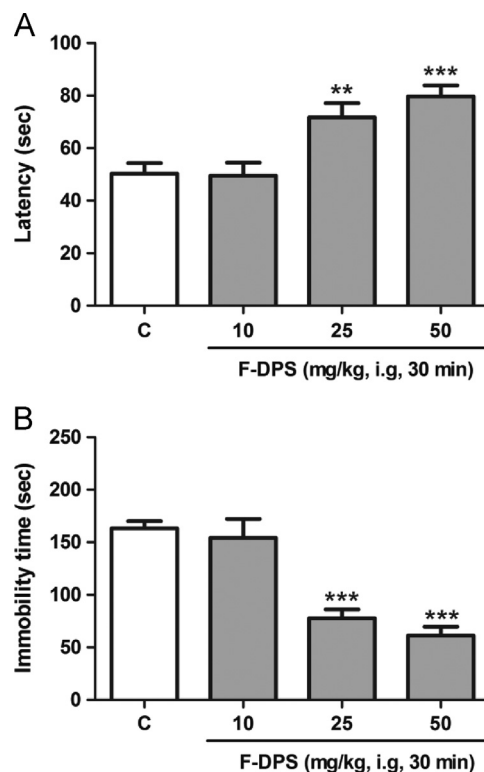 A
Latency (sec)
100
80
60
40
20
0
**
***
C
10
25
50
F-DPS (mg/kg, i.g, 30 min)
B
Immobility time (sec)
250
200
150
100
50
0
***
***
C
10
25
50
F-DPS (mg/kg, i.g, 30 min)